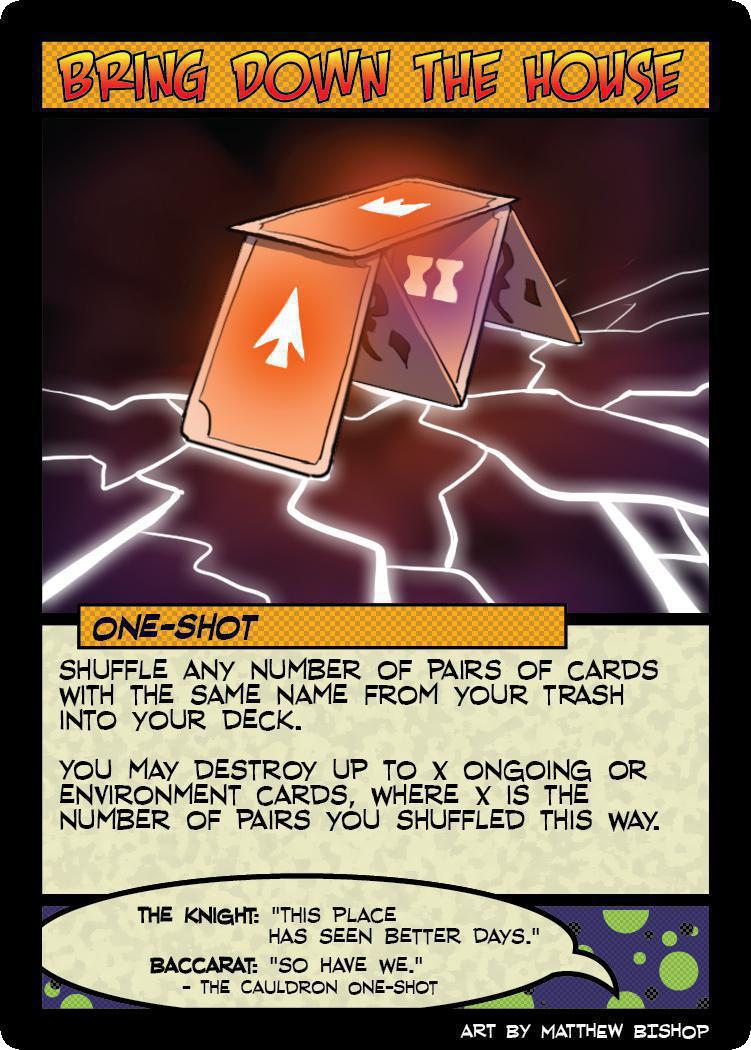 BRING DOWN THE HOUSE
ONE-SHOT
SHUFFLE ANY NUMBER OF PAIRS OF CARDS
WITH THE SAME NAME FROM YOUR TRASH
INTO YOUR DECK.
YOU MAY DESTROY UP TO X ONGOING OR
ENVIRONMENT CARDS, WHERE X IS THE
NUMBER OF PAIRS YOU SHUFFLED THIS WAY.
THE KNIGHT: "THIS PLACE
HAS SEEN BETTER DAYS."
BACCARAT: "SO HAVE WE."
- THE CAULDRON ONE-SHOT
ART BY MATTHEW BISHOP